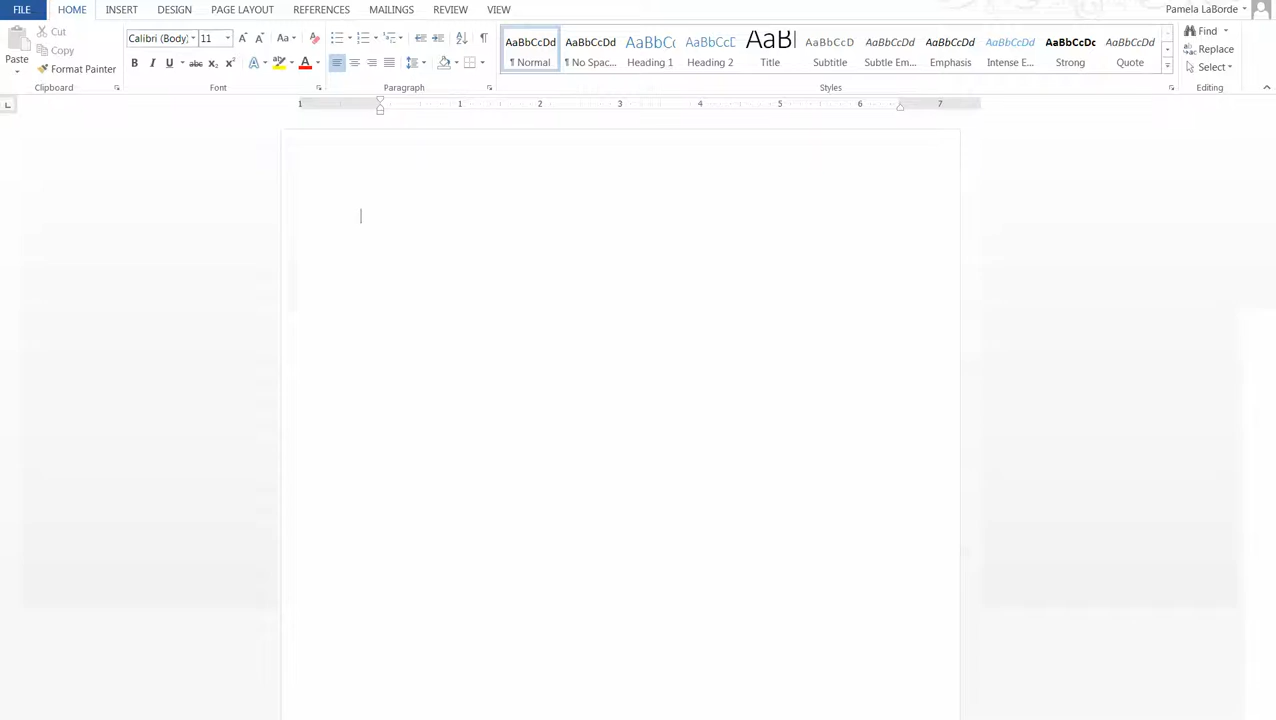 FILE HOME INSERT DESIGN PAGE LAYOUT REFERENCES MAILINGS REVIEW VIEW Pamela LaBorde
Paste
Cut
Copy
Format Painter
Clipboard
Calibri (Body) 11
Font
Paragraph
AaBbCcDd AaBbCcDd AaBbCc AaBbCcD AaBl AaBbCcD AaBbCcDd AaBbCcDd AaBbCcDd AaBbCcDc AaBbCcDd
¶ Normal ¶ No Spac... Heading 1 Heading 2 Title Subtitle Subtle Em... Emphasis Intense E... Strong Quote
Styles
Find
Replace
Select
Editing
1 1 2 3 4 5 6 7